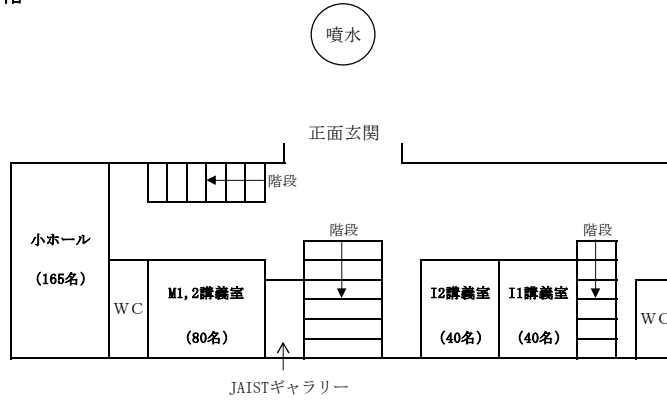 階
噴水
正面玄関
階段
階段
階段
小ホール
(165名)
WC
M1,2講義室
(80名)
I2講義室
(40名)
I1講義室
(40名)
WC
JAISTギャラリー